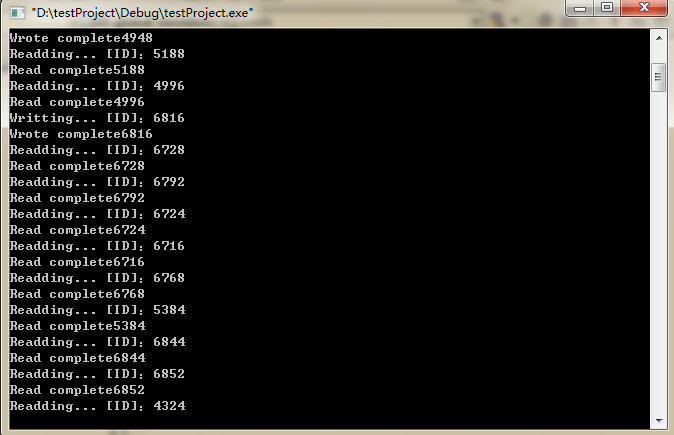 "D:\testProject\Debug\testProject.exe"
Wrote complete4948
Readding... [ID]: 5188
Read complete5188
Readding... [ID]: 4996
Read complete4996
Writting... [ID]: 6816
Wrote complete6816
Readding... [ID]: 6728
Read complete6728
Readding... [ID]: 6792
Read complete6792
Readding... [ID]: 6724
Read complete6724
Readding... [ID]: 6716
Read complete6716
Readding... [ID]: 6768
Read complete6768
Readding... [ID]: 5384
Read complete5384
Readding... [ID]: 6844
Read complete6844
Readding... [ID]: 6852
Read complete6852
Readding... [ID]: 4324